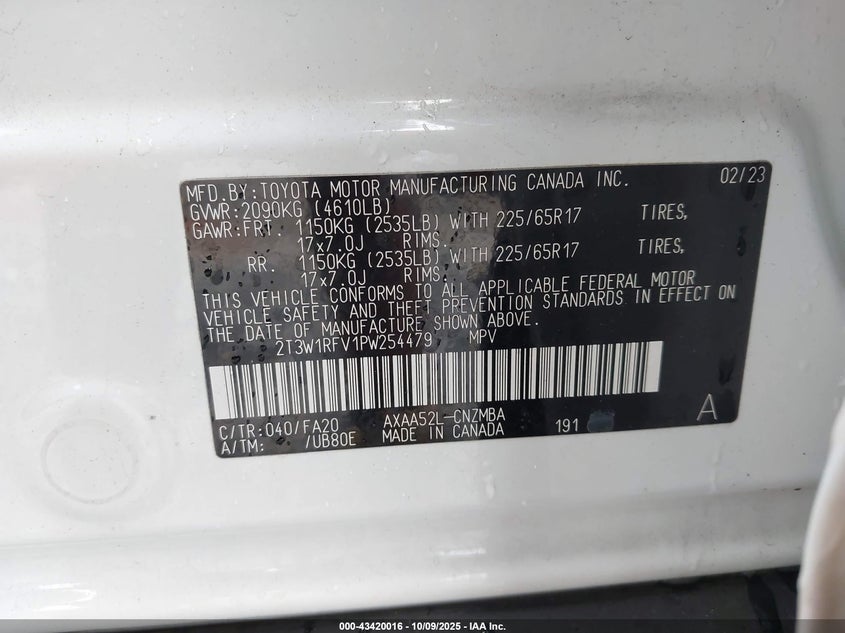 MFD.BY:TOYOTA MOTOR MANUFACTURING CANADA INC. 02/23
GVWR:2090KG (4610LB)
GAWR:FRT. 1150KG (2535LB) WITH 225/65R17 TIRES,
17x7.0J RIMS.
RR. 1150KG (2535LB) WITH 225/65R17 TIRES,
17x7.0J RIMS.
THIS VEHICLE CONFORMS TO ALL APPLICABLE FEDERAL MOTOR
VEHICLE SAFETY AND THEFT PREVENTION STANDARDS IN EFFECT ON
THE DATE OF MANUFACTURE SHOWN ABOVE.
2T3W1RFV1PW254479 MPV
C/TR:040/FA20 AXAA52L-CNZMBA A
A/TM: /UB80E MADE IN CANADA 191
000-43420016 - 10/09/2025 - IAA Inc.